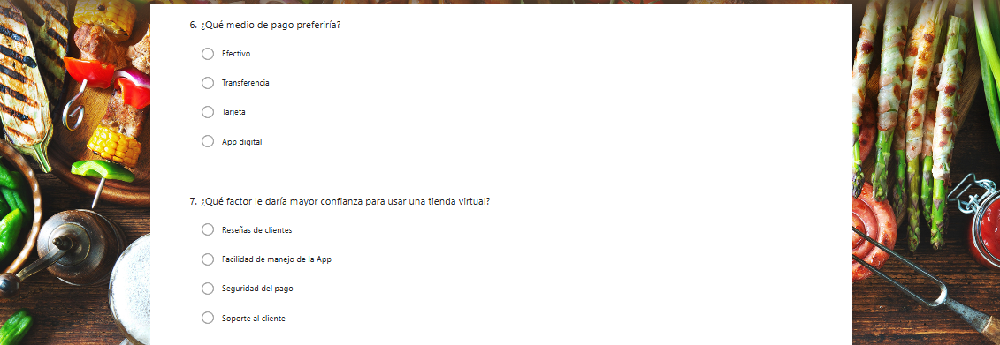 6. ¿Qué medio de pago preferiría?
Efectivo
Transferencia
Tarjeta
App digital
7. ¿Qué factor le daría mayor confianza para usar una tienda virtual?
Reseñas de clientes
Facilidad de manejo de la App
Seguridad del pago
Soporte al cliente